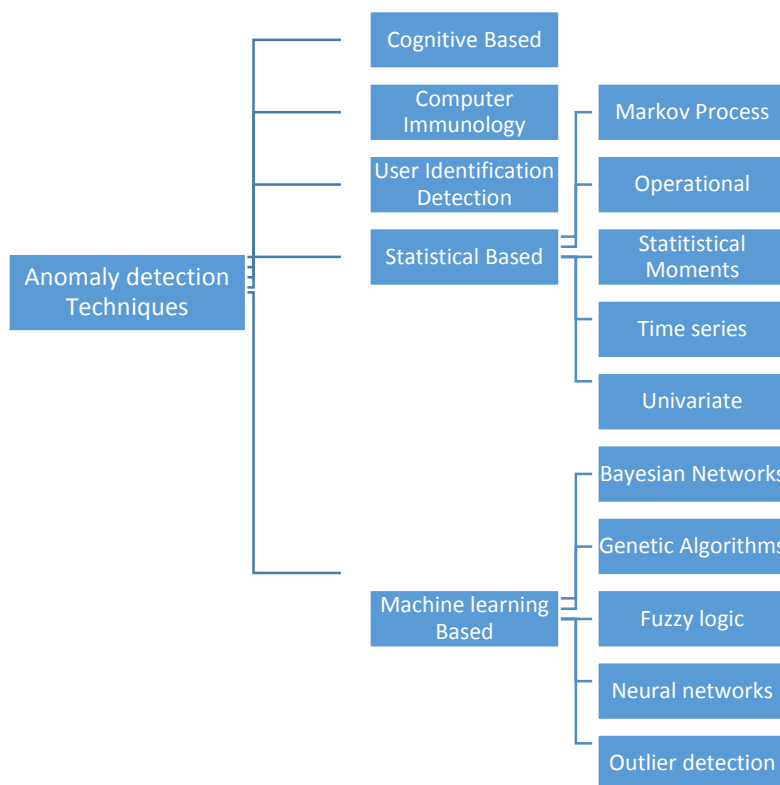 Cognitive Based
Computer
Immunology
User Identification
Detection
Statistical Based
Markov Process
Operational
Statitistical
Moments
Time series
Univariate
Anomaly detection
Techniques
Machine learning
Based
Bayesian Networks
Genetic Algorithms
Fuzzy logic
Neural networks
Outlier detection